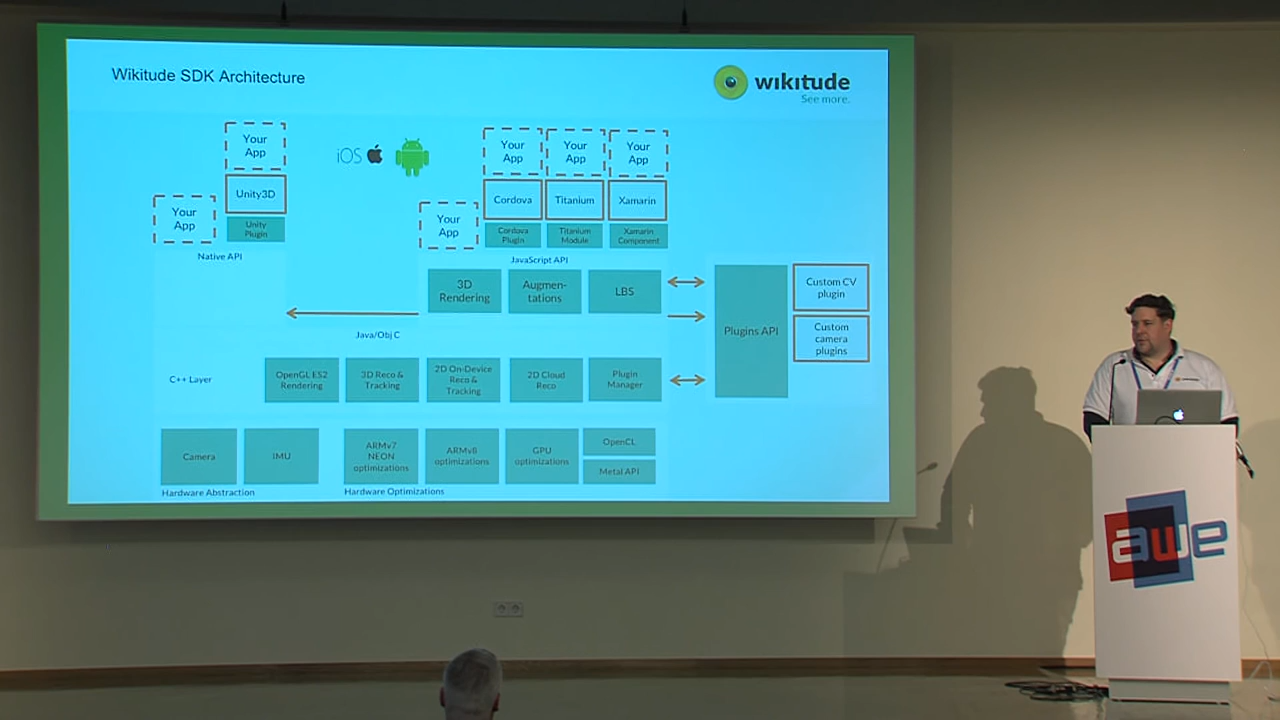 Wikitude SDK Architecture
wikitude
See more.
Your
App
Unity3D
Unity
Plugin
Your
App
Native API
iOS
Your
App
Your
App
Your
App
Cordova
Titanium
Xamarin
Cordova
Plugin
Titanium
Module
Xamarin
Component
Your
App
JavaScript API
3D
Rendering
Augmen-
tations
LBS
Java/Obj C
Plugins API
Custom CV
plugin
Custom
camera
plugins
C++ Layer
OpenGL ES2
Rendering
3D Reco &
Tracking
2D On-Device
Reco &
Tracking
2D Cloud
Reco
Plugin
Manager
Camera
IMU
ARMv7
NEON
optimizations
ARMv8
optimizations
GPU
optimizations
OpenCL
Metal API
Hardware Abstraction
Hardware Optimizations
awe